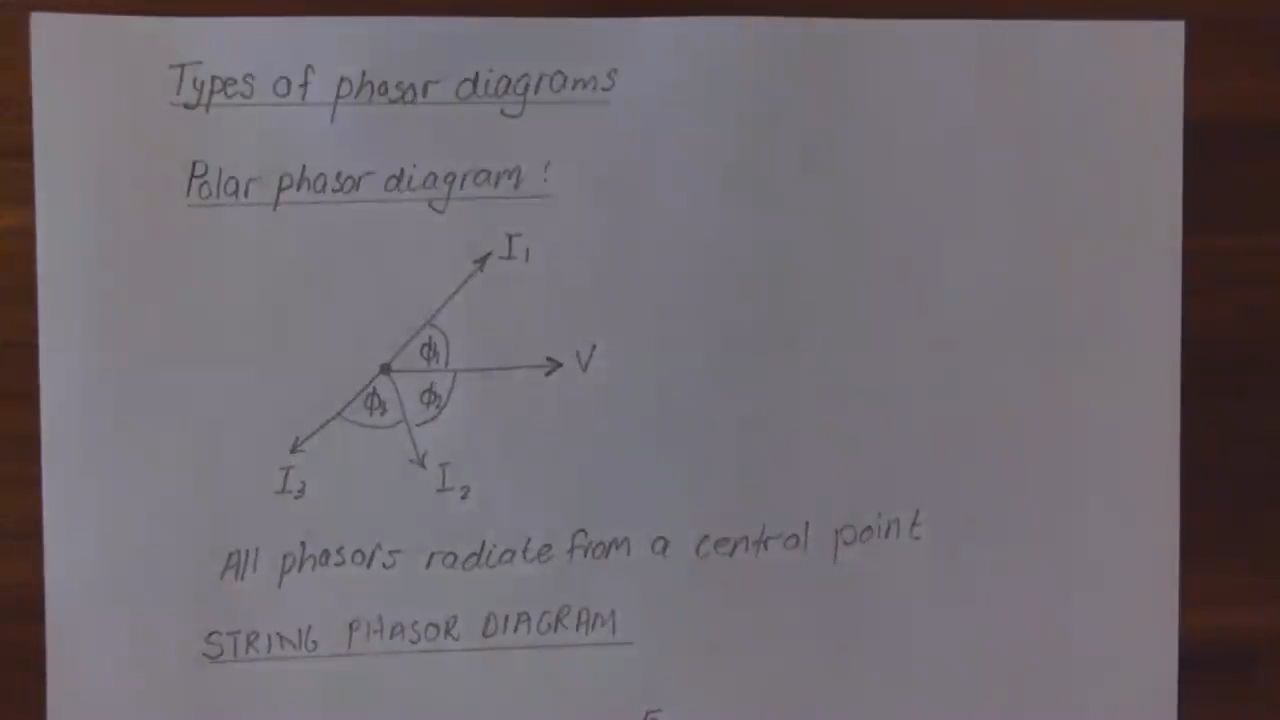 Types of phasor diagrams
Polar phasor diagram :
I₁
ϕ₁
V
ϕ₃ ϕ₂
I₃
I₂
All phasors radiate from a central point
STRING PHASOR DIAGRAM